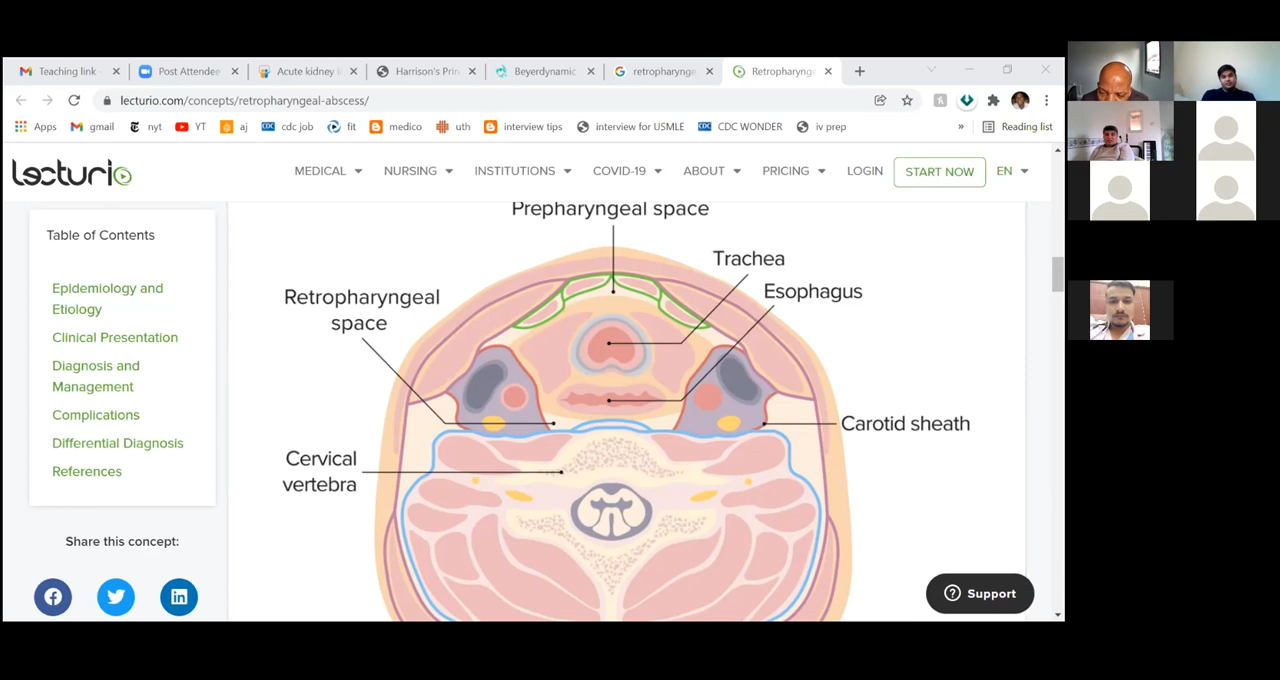 Teaching link -
Post Attendee
Acute kidney i
Harrison's Prin
Beyerdynamic
retropharynge
Retropharynge
lecturio.com/concepts/retropharyngeal-abscess/
Apps
gmail
nyt
YT
aj
CDC
cdc job
fit
medico
uth
interview tips
interview for USMLE
CDC
CDC WONDER
iv prep
»
Reading list
lecturio
MEDICAL
NURSING
INSTITUTIONS
COVID-19
ABOUT
PRICING
LOGIN
START NOW
EN
Table of Contents
Epidemiology and
Etiology
Clinical Presentation
Diagnosis and
Management
Complications
Differential Diagnosis
References
Share this concept:
Prepharyngeal space
Trachea
Esophagus
Retropharyngeal
space
Carotid sheath
Cervical
vertebra
Support